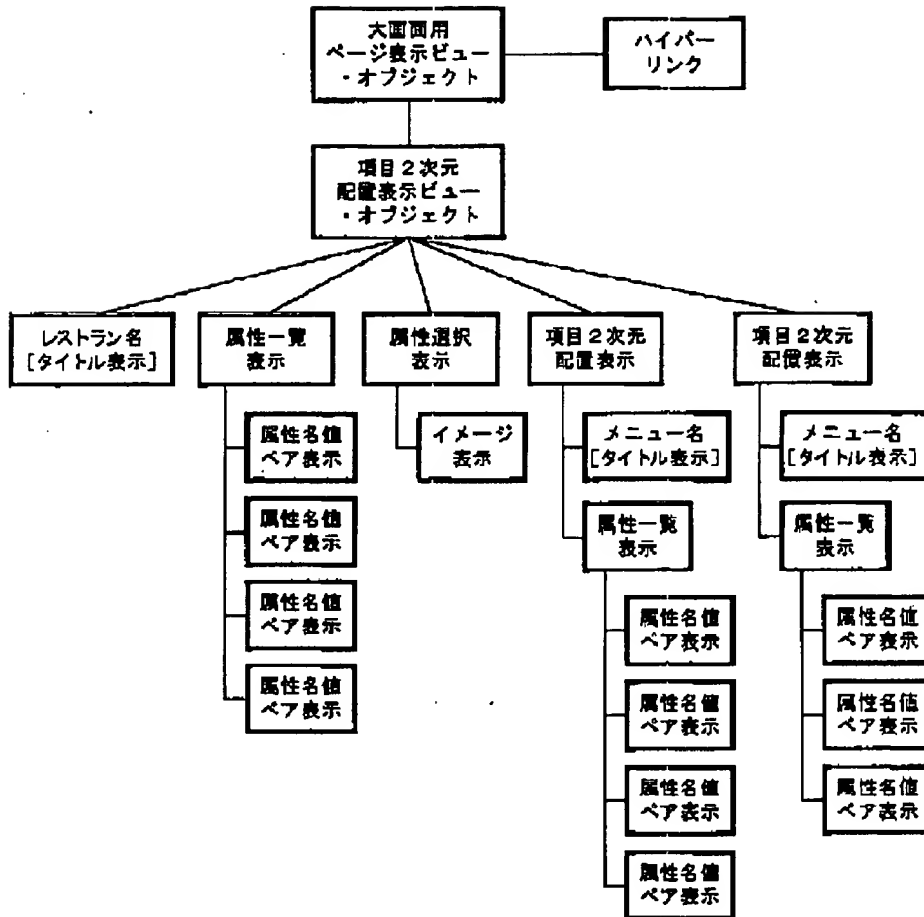 大画面用
ページ表示ビュー
・オブジェクト
ハイパー
リンク
項目２次元
配置表示ビュー
・オブジェクト
レストラン名
[タイトル表示]
属性一覧
表示
属性選択
表示
項目２次元
配置表示
項目２次元
配置表示
属性名値
ペア表示
属性名値
ペア表示
属性名値
ペア表示
属性名値
ペア表示
イメージ
表示
メニュー名
[タイトル表示]
属性一覧
表示
属性名値
ペア表示
属性名値
ペア表示
属性名値
ペア表示
属性名値
ペア表示
メニュー名
[タイトル表示]
属性一覧
表示
属性名値
ペア表示
属性名値
ペア表示
属性名値
ペア表示